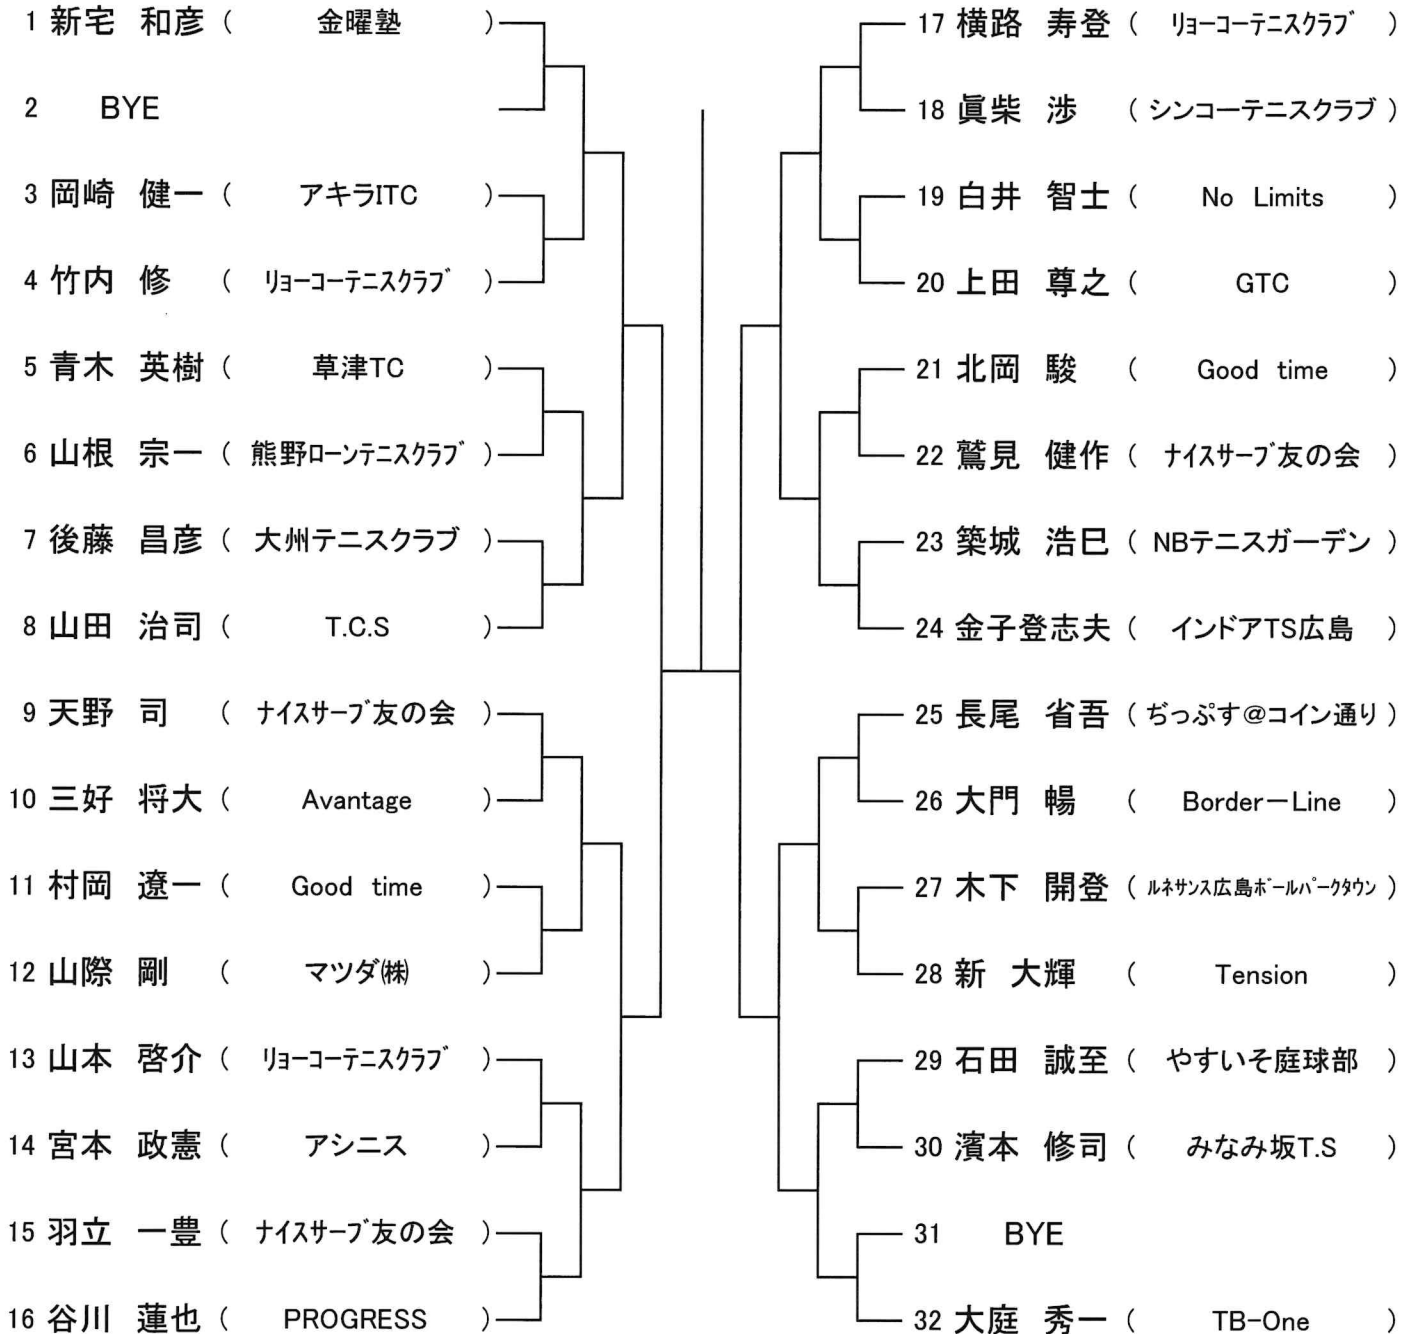 1 新宅 和彦 ( 金曜塾 )
2 BYE
3 岡崎 健一 ( アキラITC )
4 竹内 修 ( ﾘｮｰｺｰﾃﾆｽｸﾗﾌﾞ )
5 青木 英樹 ( 草津TC )
6 山根 宗一 ( 熊野ﾛｰﾝﾃﾆｽｸﾗﾌﾞ )
7 後藤 昌彦 ( 大州テニスクラブ )
8 山田 治司 ( T.C.S )
9 天野 司 ( ﾅｲｽｻｰﾌﾞ友の会 )
10 三好 将大 ( Avantage )
11 村岡 遼一 ( Good time )
12 山際 剛 ( マツダ㈱ )
13 山本 啓介 ( ﾘｮｰｺｰﾃﾆｽｸﾗﾌﾞ )
14 宮本 政憲 ( アシニス )
15 羽立 一豊 ( ﾅｲｽｻｰﾌﾞ友の会 )
16 谷川 蓮也 ( PROGRESS )
17 横路 寿登 ( ﾘｮｰｺｰﾃﾆｽｸﾗﾌﾞ )
18 眞柴 渉 ( シンコーテニスクラブ )
19 白井 智士 ( No Limits )
20 上田 尊之 ( GTC )
21 北岡 駿 ( Good time )
22 鷲見 健作 ( ﾅｲｽｻｰﾌﾞ友の会 )
23 築城 浩巳 ( NBテニスガーデン )
24 金子登志夫 ( インドアTS広島 )
25 長尾 省吾 ( ぢっぷす@コイン通り )
26 大門 暢 ( Border－Line )
27 木下 開登 ( ﾙﾈｻﾝｽ広島ﾎﾞｰﾙﾊﾟｰｸﾀｳﾝ )
28 新 大輝 ( Tension )
29 石田 誠至 ( やすいそ庭球部 )
30 濱本 修司 ( みなみ坂T.S )
31 BYE
32 大庭 秀一 ( TB-One )